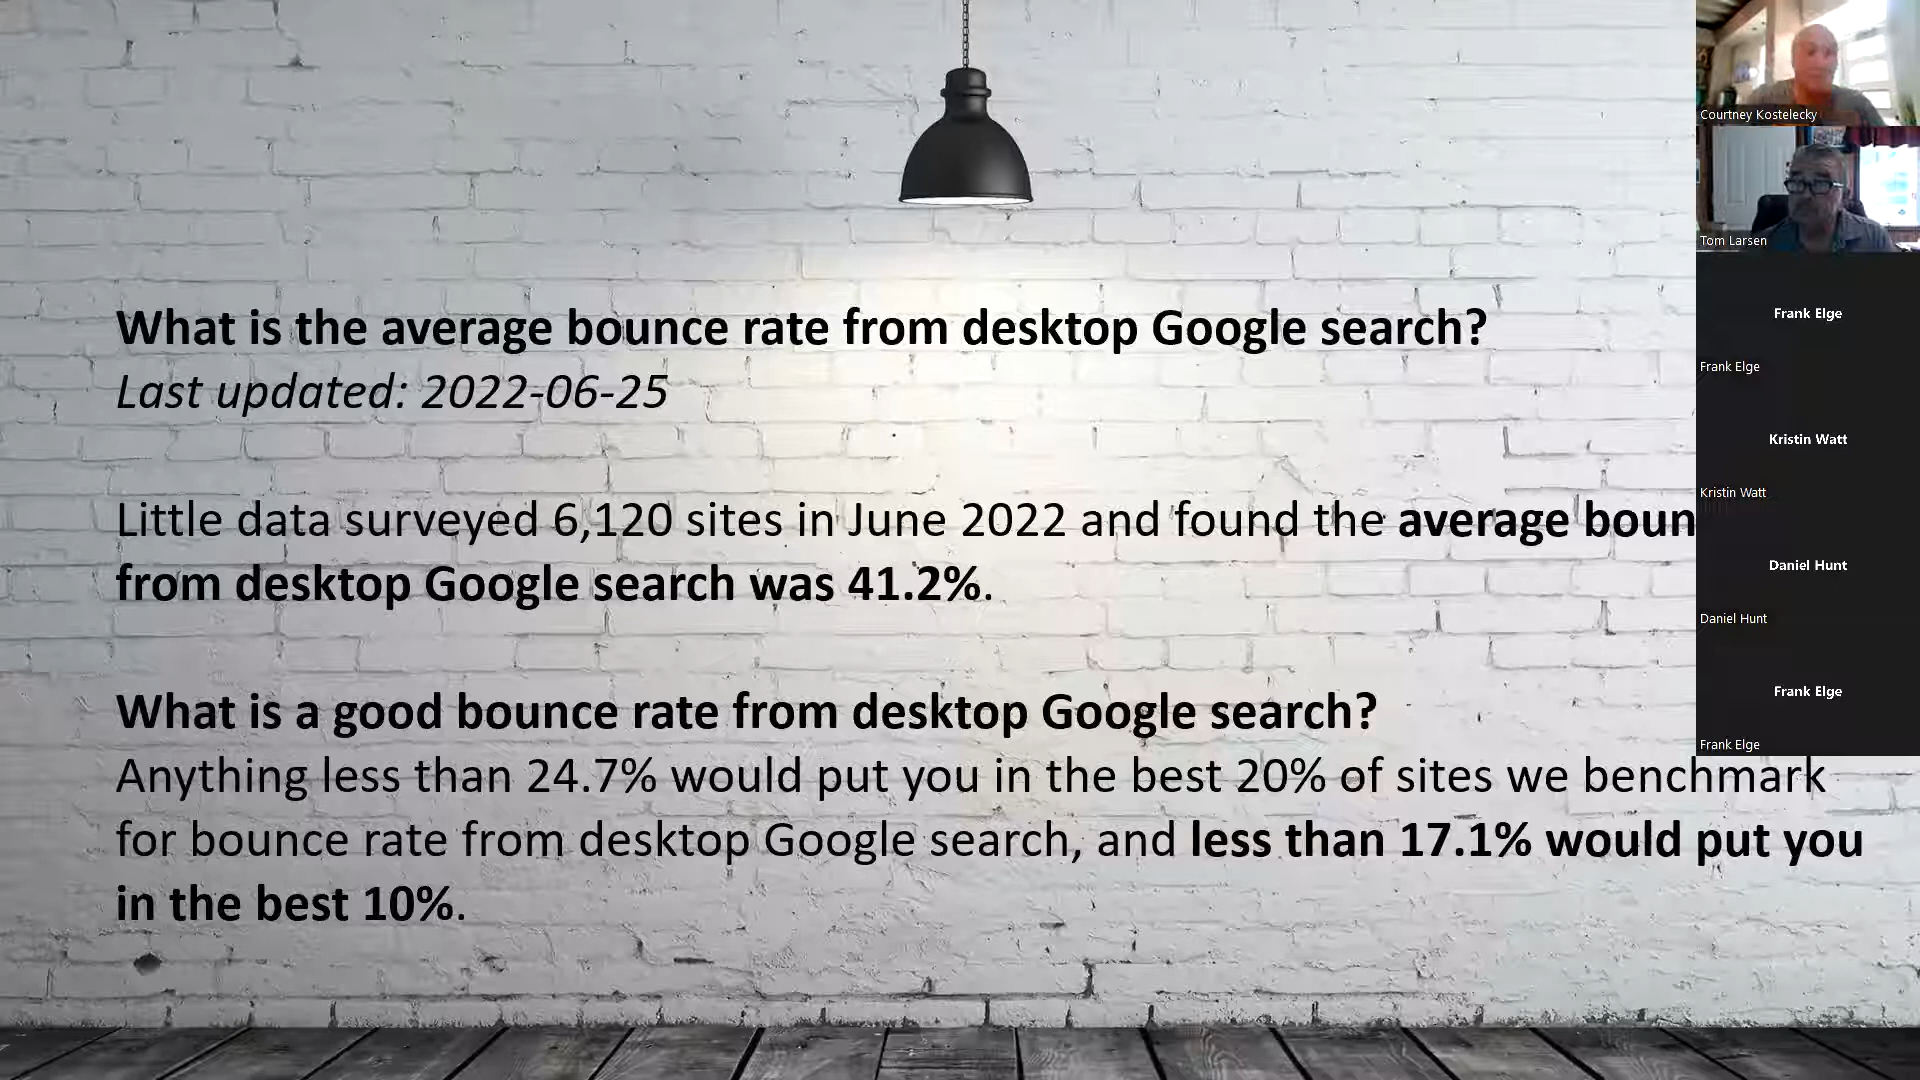 What is the average bounce rate from desktop Google search?
Last updated: 2022-06-25
Little data surveyed 6,120 sites in June 2022 and found the average boun
from desktop Google search was 41.2%.
What is a good bounce rate from desktop Google search?
Anything less than 24.7% would put you in the best 20% of sites we benchmark
for bounce rate from desktop Google search, and less than 17.1% would put you
in the best 10%.
Courtney Kostelecky
Tom Larsen
Frank Elge
Frank Elge
Kristin Watt
Kristin Watt
Daniel Hunt
Daniel Hunt
Frank Elge
Frank Elge